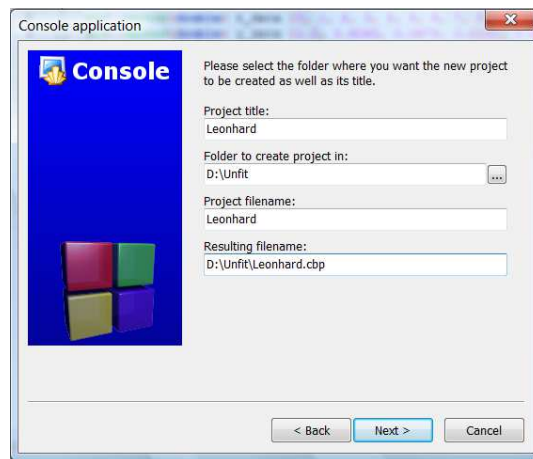 Console application
Console
Please select the folder where you want the new project
to be created as well as its title.
Project title:
Leonhard
Folder to create project in:
D:\Unfit
...
Project filename:
Leonhard
Resulting filename:
D:\Unfit\Leonhard.cbp
< Back
Next >
Cancel